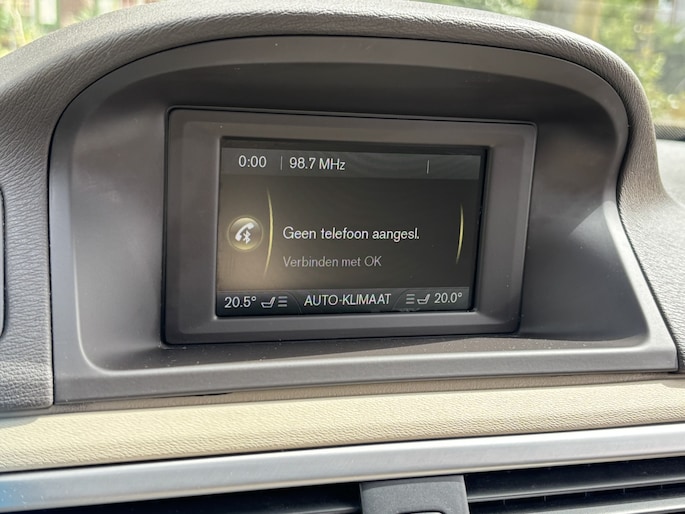 0:00 98.7 MHz
Geen telefoon aangesl.
Verbinden met OK
20.5° AUTO-KLIMAAT 20.0°